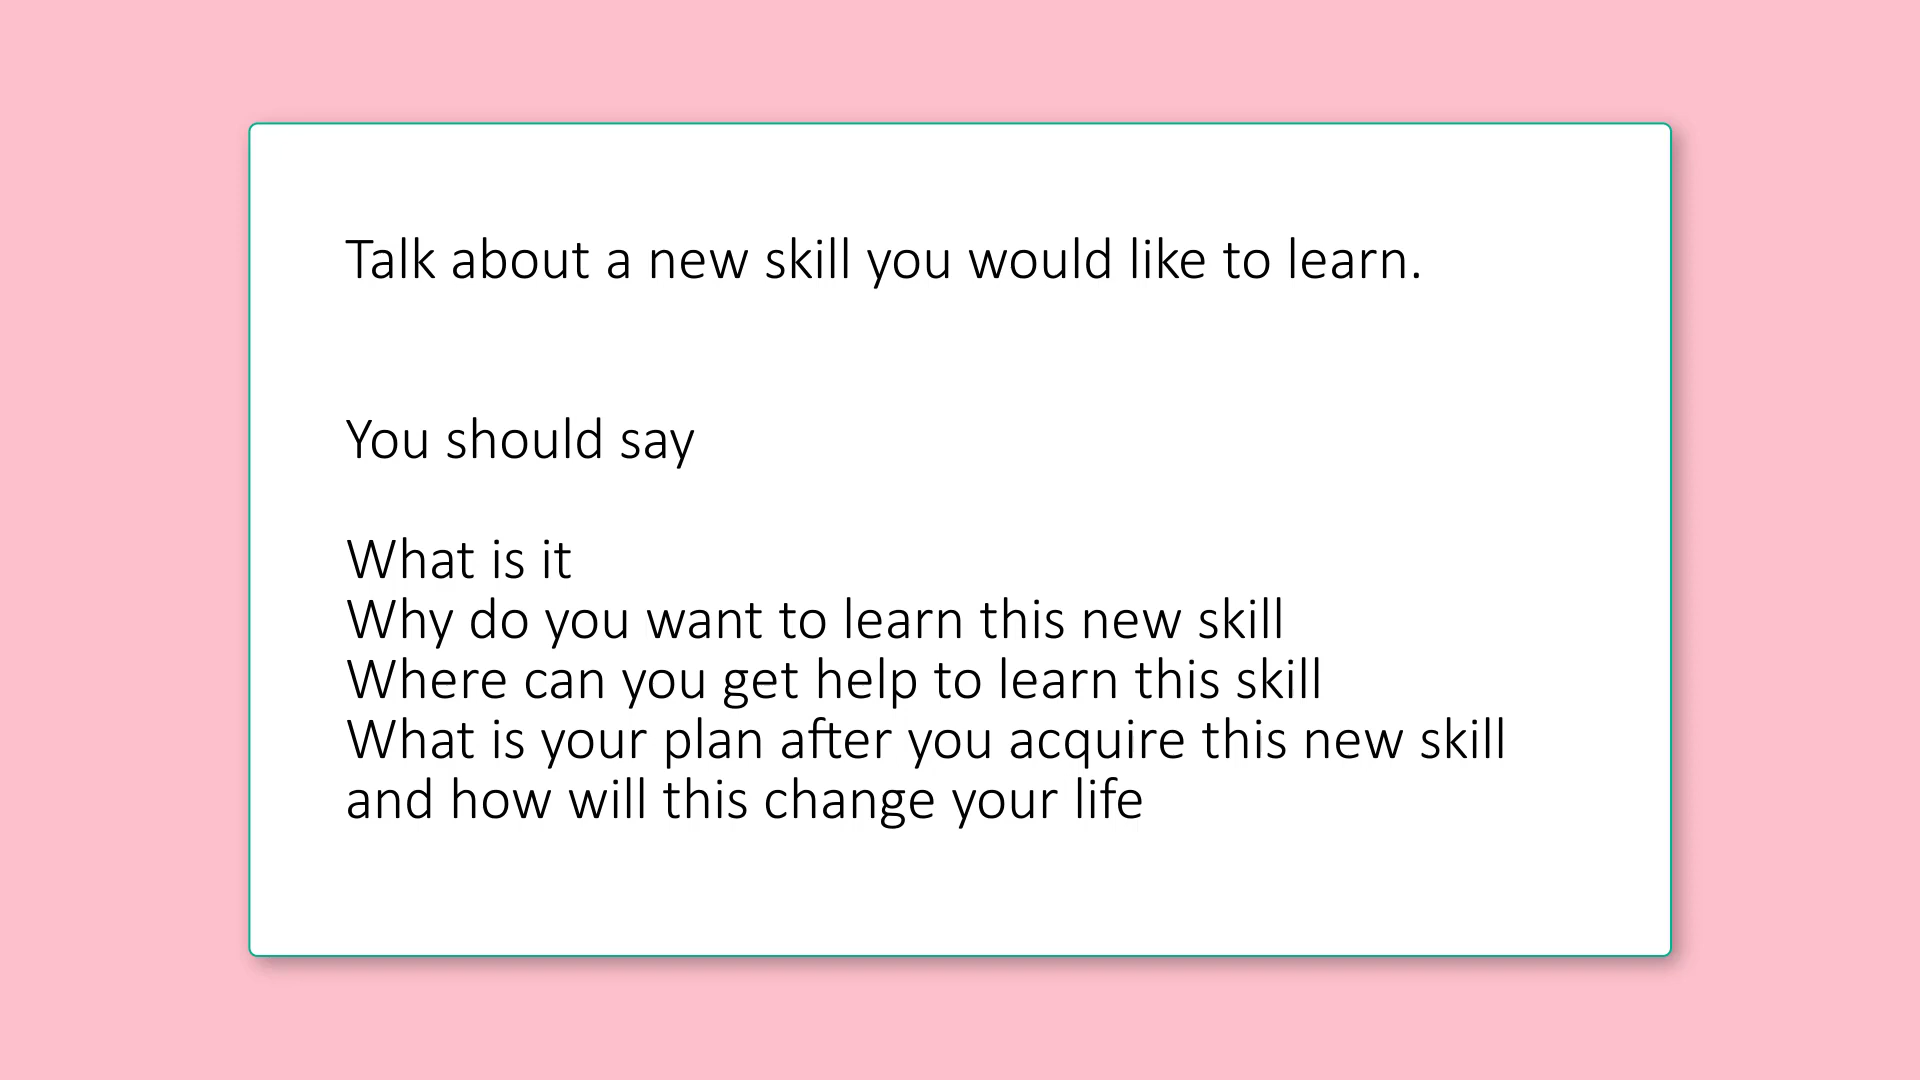 Talk about a new skill you would like to learn.
You should say
What is it
Why do you want to learn this new skill
Where can you get help to learn this skill
What is your plan after you acquire this new skill
and how will this change your life